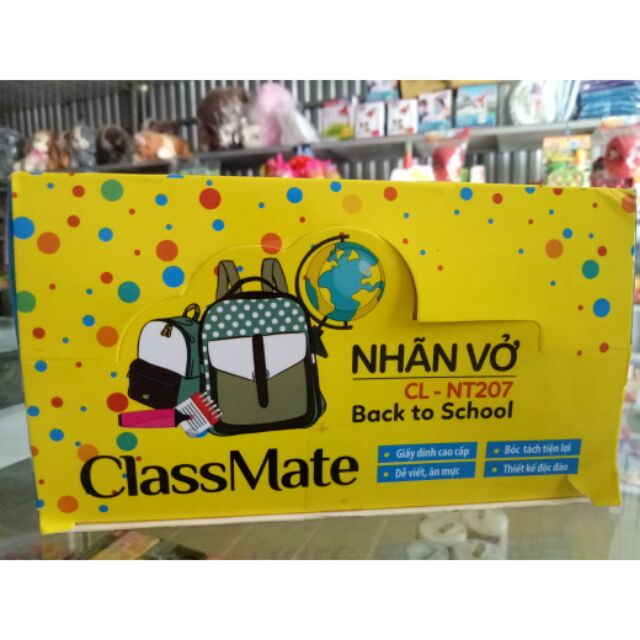 NHÃN VỞ
CL - NT207
Back to School
ClassMate
• Giấy dính cao cấp
• Dễ viết, ăn mực
• Bóc tách tiện lợi
• Thiết kế độc đáo